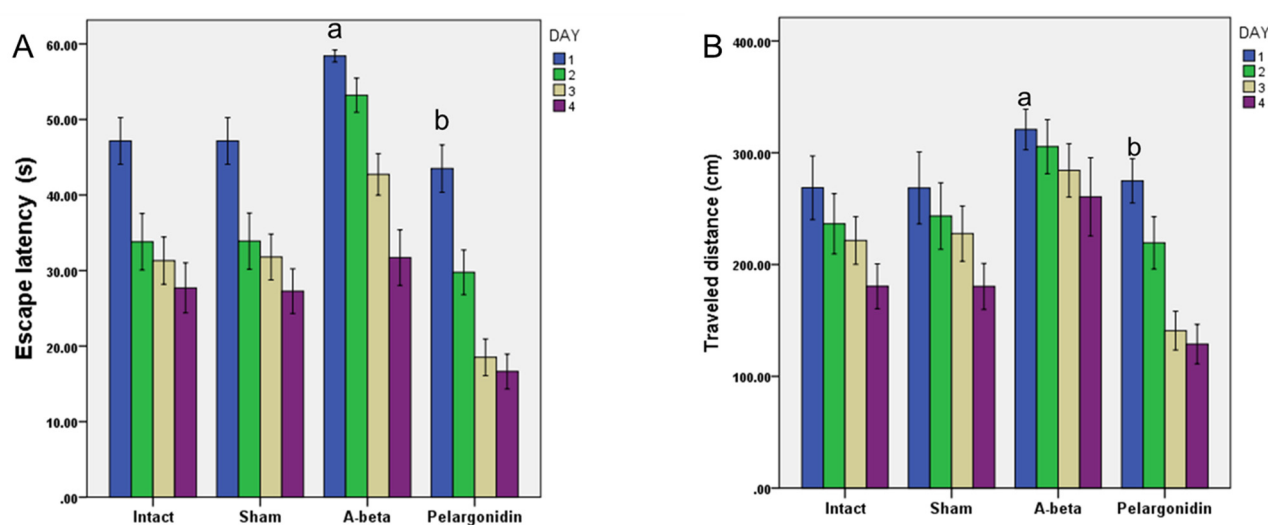 A
Escape latency (s)
60.00
50.00
40.00
30.00
20.00
10.00
.00
a
b
Intact Sham A-beta Pelargonidin
DAY
1
2
3
4
B
Traveled distance (cm)
400.00
300.00
200.00
100.00
.00
a
b
Intact Sham A-beta Pelargonidin
DAY
1
2
3
4